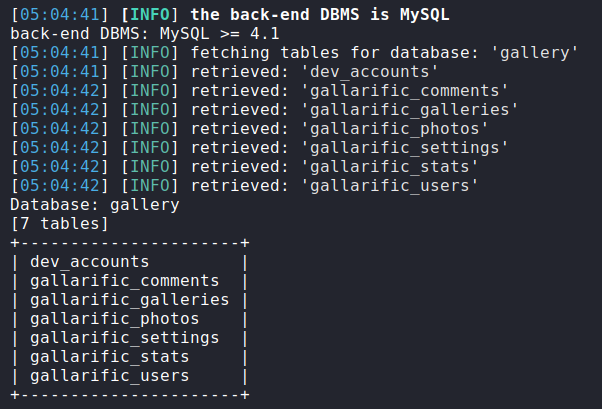 [05:04:41] [INFO] the back-end DBMS is MySQL
back-end DBMS: MySQL >= 4.1
[05:04:41] [INFO] fetching tables for database: 'gallery'
[05:04:41] [INFO] retrieved: 'dev_accounts'
[05:04:42] [INFO] retrieved: 'gallarific_comments'
[05:04:42] [INFO] retrieved: 'gallarific_galleries'
[05:04:42] [INFO] retrieved: 'gallarific_photos'
[05:04:42] [INFO] retrieved: 'gallarific_settings'
[05:04:42] [INFO] retrieved: 'gallarific_stats'
[05:04:42] [INFO] retrieved: 'gallarific_users'
Database: gallery
[7 tables]
+----------------------+
| dev_accounts         |
| gallarific_comments  |
| gallarific_galleries |
| gallarific_photos    |
| gallarific_settings  |
| gallarific_stats     |
| gallarific_users     |
+----------------------+